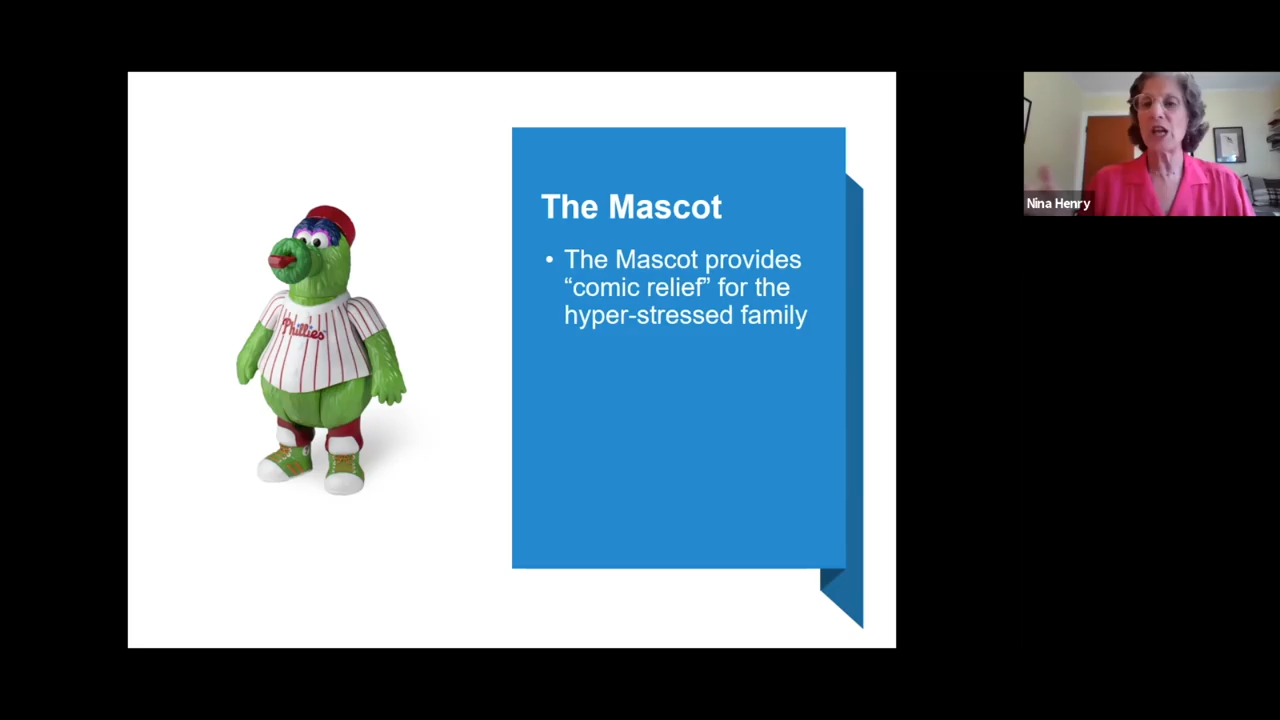 The Mascot
• The Mascot provides
“comic relief” for the
hyper-stressed family
Phillies
Nina Henry